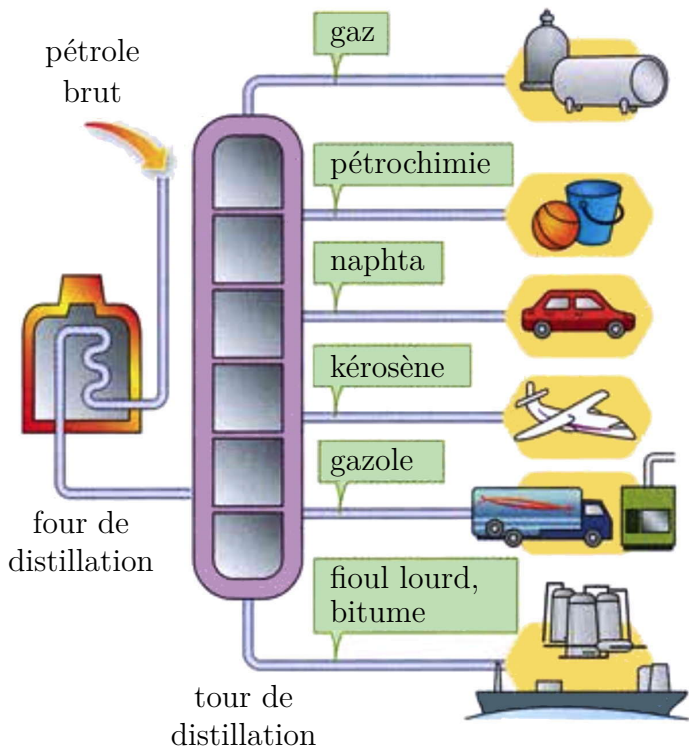 gaz
pétrole
brut
pétrochimie
naphta
kérosène
gazole
four de
distillation
fioul lourd,
bitume
tour de
distillation